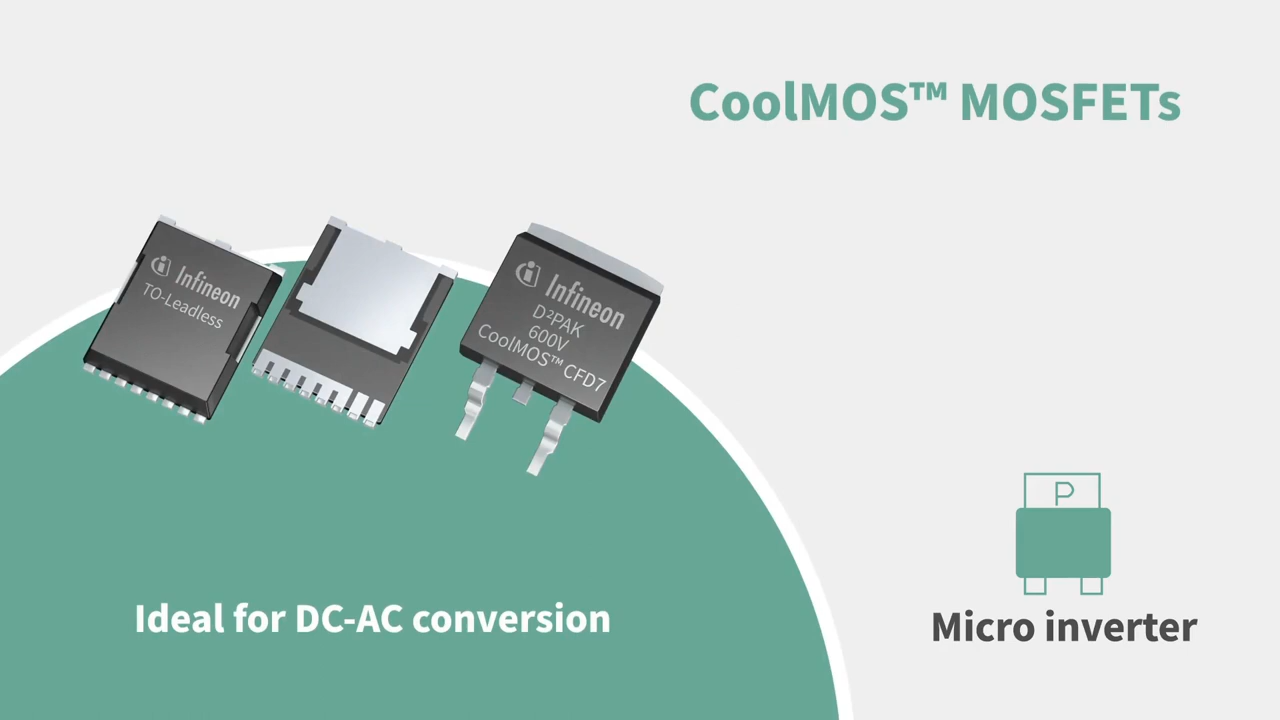 CoolMOS™ MOSFETs
Infineon
TO-Leadless
Infineon
D²PAK
600V
CoolMOS™ CFD7
P
Ideal for DC-AC conversion
Micro inverter